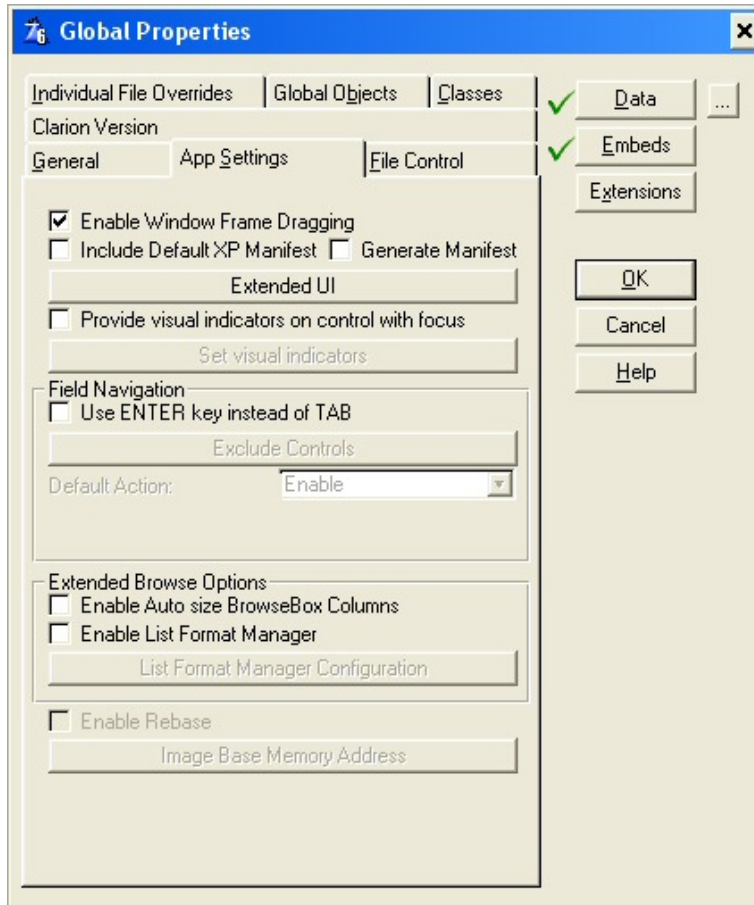 Global Properties
Individual File Overrides Global Objects Classes
Clarion Version
General App Settings File Control
Data ...
Embeds
Extensions
OK
Cancel
Help
Enable Window Frame Dragging
Include Default XP Manifest Generate Manifest
Extended UI
Provide visual indicators on control with focus
Set visual indicators
Field Navigation
Use ENTER key instead of TAB
Exclude Controls
Default Action: Enable
Extended Browse Options
Enable Auto size BrowseBox Columns
Enable List Format Manager
List Format Manager Configuration
Enable Rebase
Image Base Memory Address